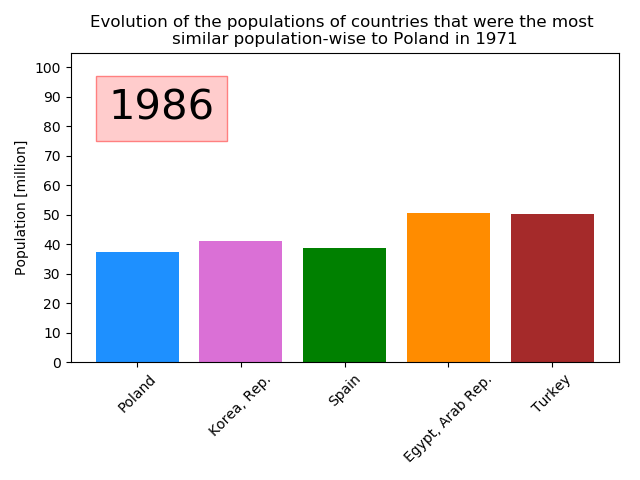 Evolution of the populations of countries that were the most
similar population-wise to Poland in 1971
1986
Population [million]
100
90
80
70
60
50
40
30
20
10
0
Poland
Korea, Rep.
Spain
Egypt, Arab Rep.
Turkey